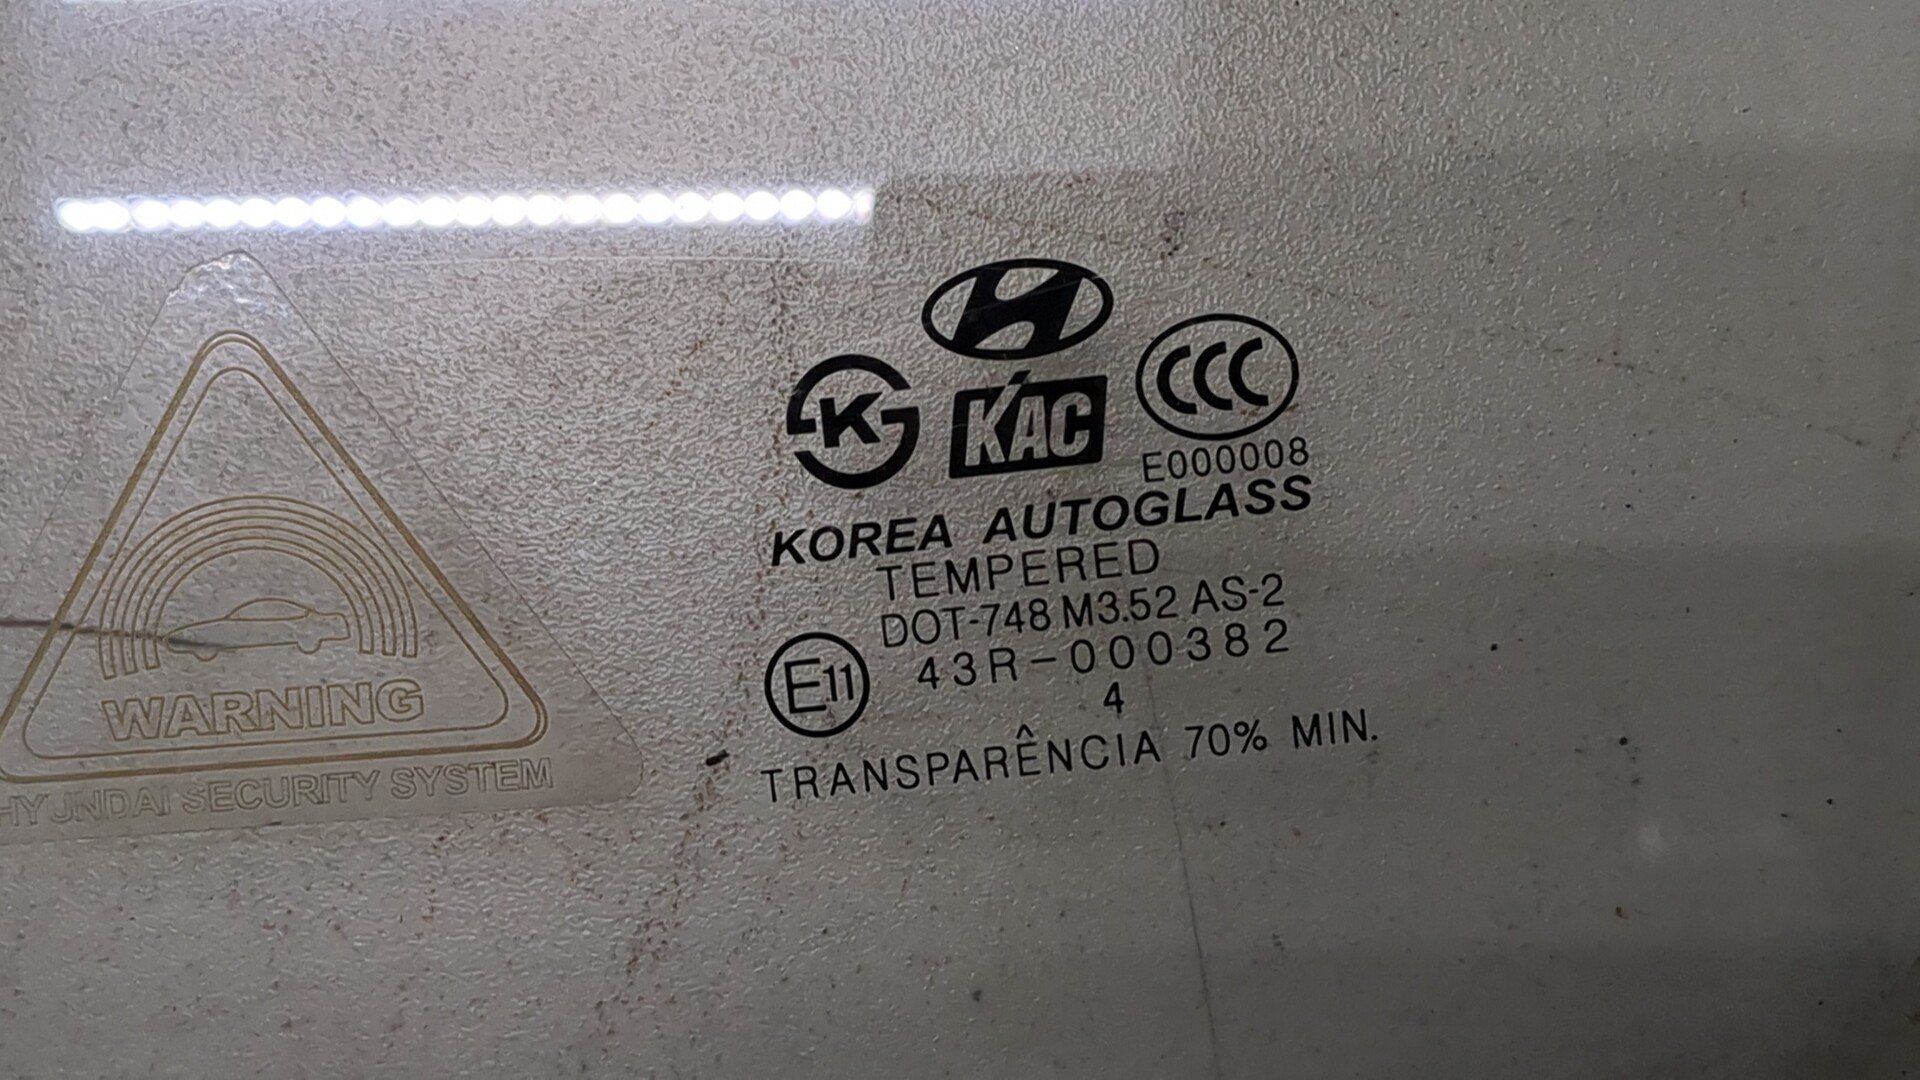 WARNING
HYUNDAI SECURITY SYSTEM
K
KAC
CCC
E000008
KOREA AUTOGLASS
TEMPERED
DOT-748 M3.52 AS-2
E11
43R-000382
4
TRANSPARÊNCIA 70% MIN.